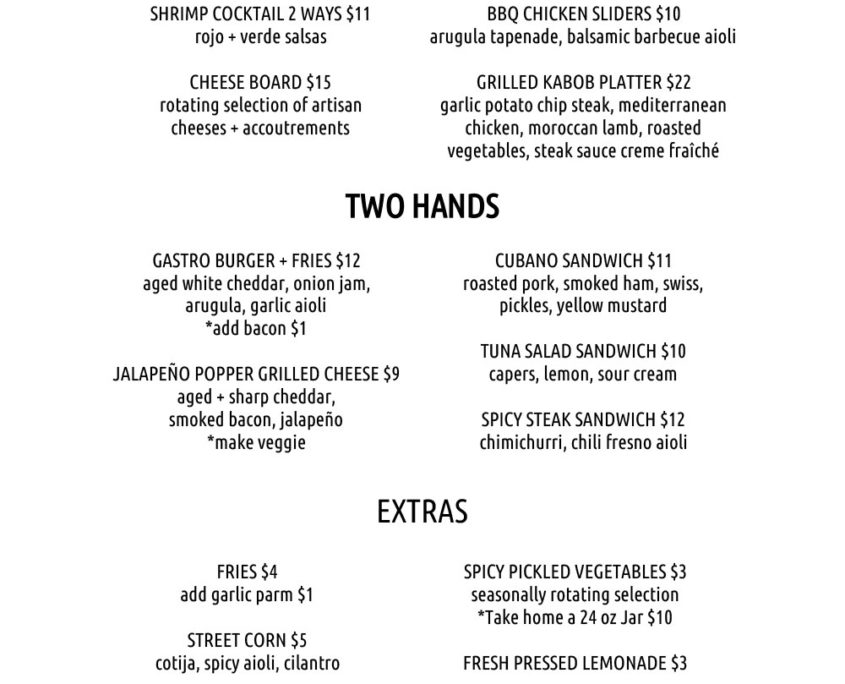 SHRIMP COCKTAIL 2 WAYS $11
rojo + verde salsas
CHEESE BOARD $15
rotating selection of artisan
cheeses + accoutrements
BBQ CHICKEN SLIDERS $10
arugula tapenade, balsamic barbecue aioli
GRILLED KABOB PLATTER $22
garlic potato chip steak, mediterranean
chicken, moroccan lamb, roasted
vegetables, steak sauce creme fraîché
TWO HANDS
GASTRO BURGER + FRIES $12
aged white cheddar, onion jam,
arugula, garlic aioli
*add bacon $1
JALAPEÑO POPPER GRILLED CHEESE $9
aged + sharp cheddar,
smoked bacon, jalapeño
*make veggie
CUBANO SANDWICH $11
roasted pork, smoked ham, swiss,
pickles, yellow mustard
TUNA SALAD SANDWICH $10
capers, lemon, sour cream
SPICY STEAK SANDWICH $12
chimichurri, chili fresno aioli
EXTRAS
FRIES $4
add garlic parm $1
STREET CORN $5
cotija, spicy aioli, cilantro
SPICY PICKLED VEGETABLES $3
seasonally rotating selection
*Take home a 24 oz Jar $10
FRESH PRESSED LEMONADE $3